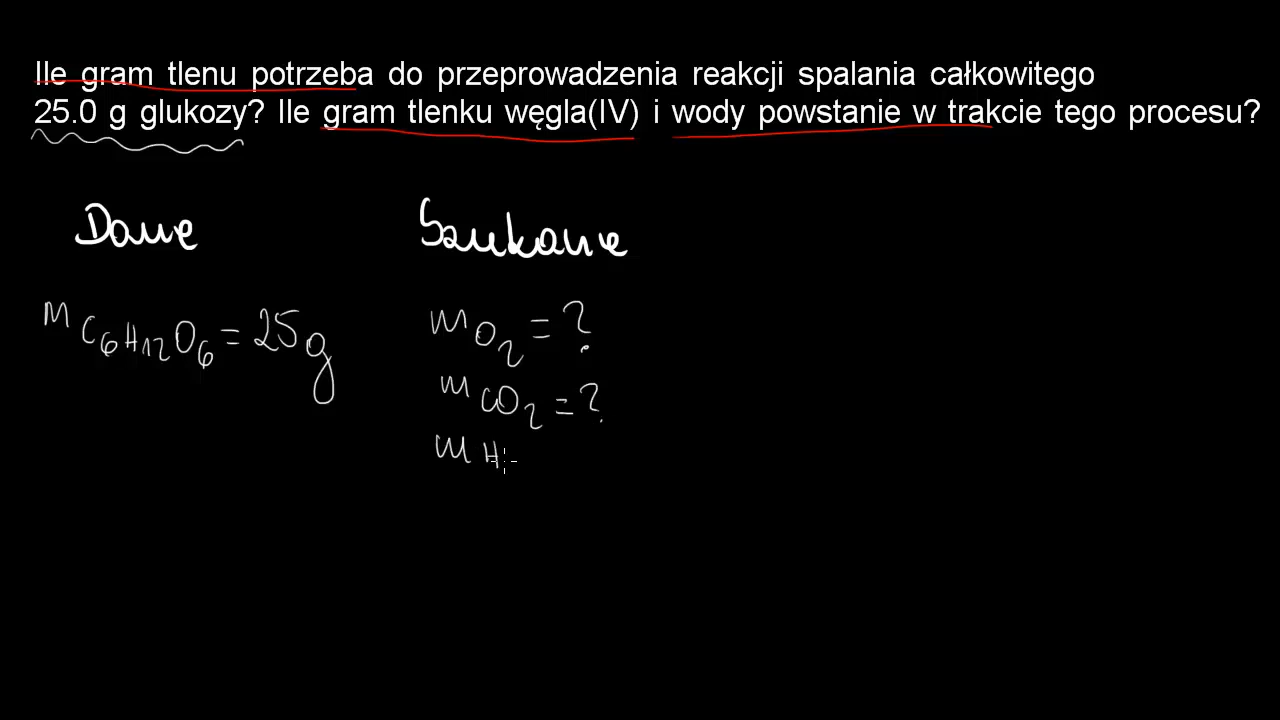 Ile gram tlenu potrzeba do przeprowadzenia reakcji spalania całkowitego
25.0 g glukozy? Ile gram tlenku węgla(IV) i wody powstanie w trakcie tego procesu?
Dane Szukane
mC6H12O6 = 25g mO2 = ?
mCO2 = ?
mH